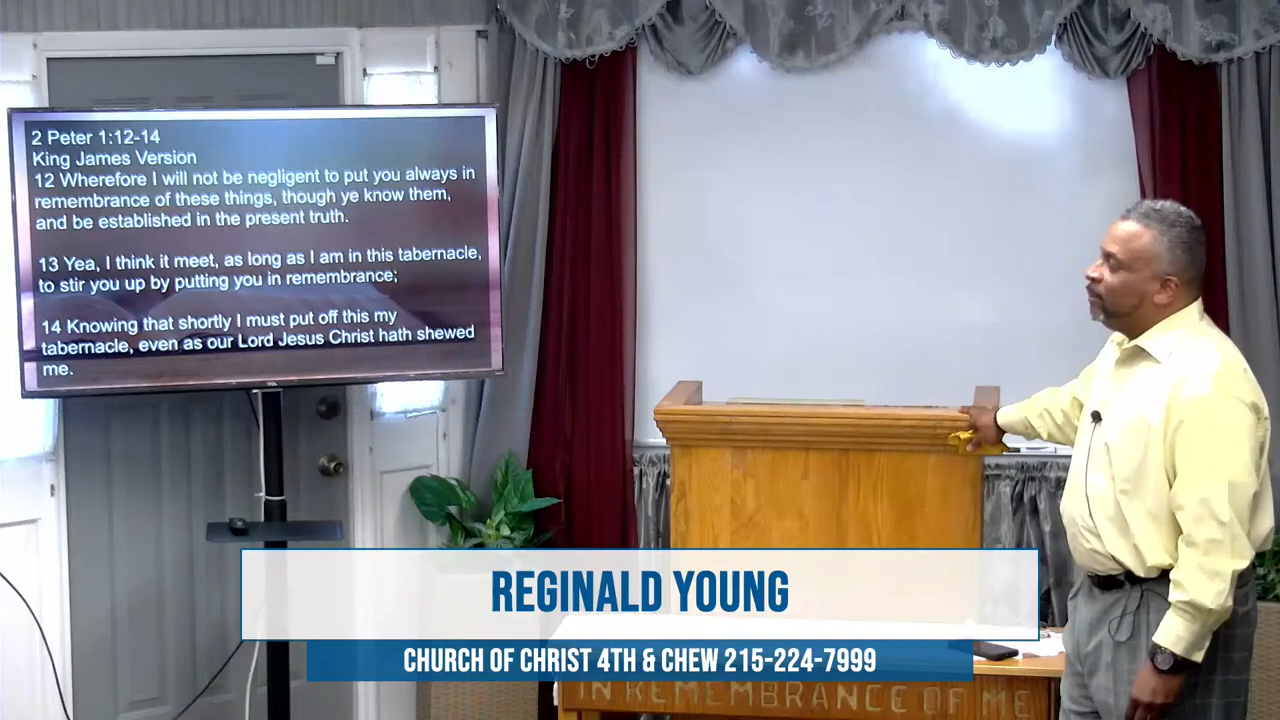 2 Peter 1:12-14
King James Version
12 Wherefore I will not be negligent to put you always in
remembrance of these things, though ye know them,
and be established in the present truth.
13 Yea, I think it meet, as long as I am in this tabernacle,
to stir you up by putting you in remembrance;
14 Knowing that shortly I must put off this my
tabernacle, even as our Lord Jesus Christ hath shewed
me.
REGINALD YOUNG
CHURCH OF CHRIST 4TH & CHEW 215-224-7999
IN REMEMBRANCE OF ME